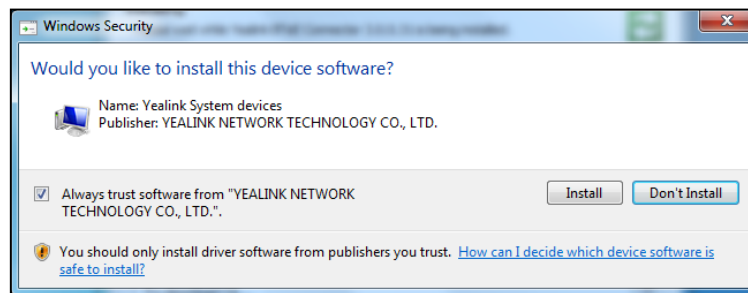 Windows Security
Would you like to install this device software?
Name: Yealink System devices
Publisher: YEALINK NETWORK TECHNOLOGY CO., LTD.
Always trust software from "YEALINK NETWORK
TECHNOLOGY CO., LTD.".
Install
Don't Install
You should only install driver software from publishers you trust. How can I decide which device software is
safe to install?